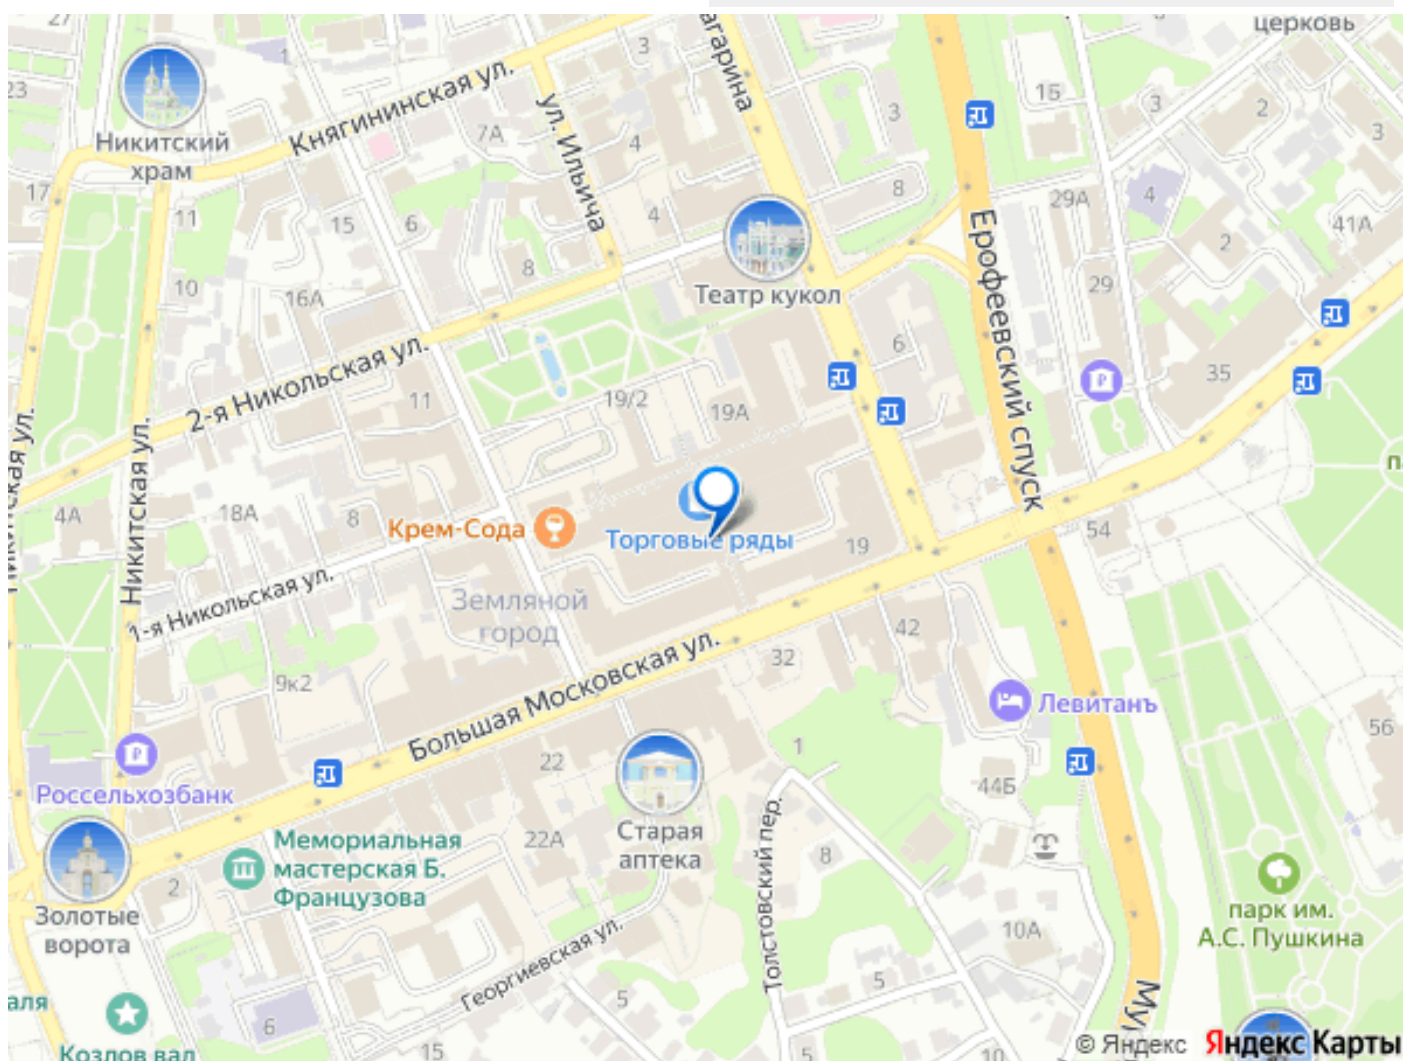 27
церковь
1
3
агарина
23
Княгининская ул.
7А
ул. Ильича
4
3
1Б
3
2
3
Никитский
храм
17
11
15
6
4
8
29А
4
41А
2
Ерофеевский спуск
8
10
16А
Театр кукол
29
6
35
2-я Никольская ул.
11
19/2
19А
Никитская ул.
4А
18А
8
Крем-Сода
Торговые ряды
19
54
1-я Никольская ул.
Земляной
город
42
32
9к2
Большая Московская ул.
Левитанъ
56
1
22
44Б
Россельхозбанк
22А
Старая
аптека
Толстовский пер.
8
Мемориальная
мастерская Б.
Французова
2
Золотые
ворота
парк им.
А.С. Пушкина
10А
Георгиевская ул.
5
5
аля
6
Козлов вал
15
5
10
© Яндекс Яндекс Карты